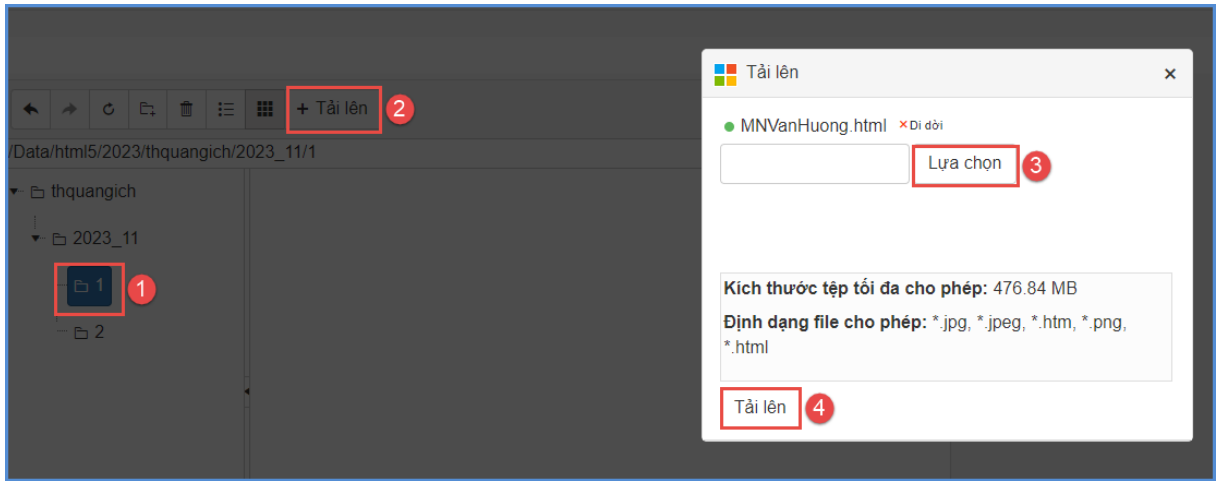 Tải lên
×
+ Tải lên
2
MNVanHuong.html ×Di dời
/Data/html5/2023/thquangich/2023_11/1
Lựa chọn
3
thquangich
2023_11
1
1
2
Kích thước tệp tối đa cho phép: 476.84 MB
Định dạng file cho phép: *.jpg, *.jpeg, *.htm, *.png,
*.html
Tải lên
4